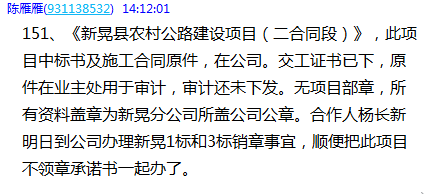 陈雁雁(931138532) 14:12:01
151、《新晃县农村公路建设项目（二合同段）》，此项
目中标书及施工合同原件，在公司。交工证书已下，原
件在业主处用于审计，审计还未下发。无项目部章，所
有资料盖章为新晃分公司所盖公司公章。合作人杨长新
明日到公司办理新晃1标和3标销章事宜，顺便把此项目
不领章承诺书一起办了。